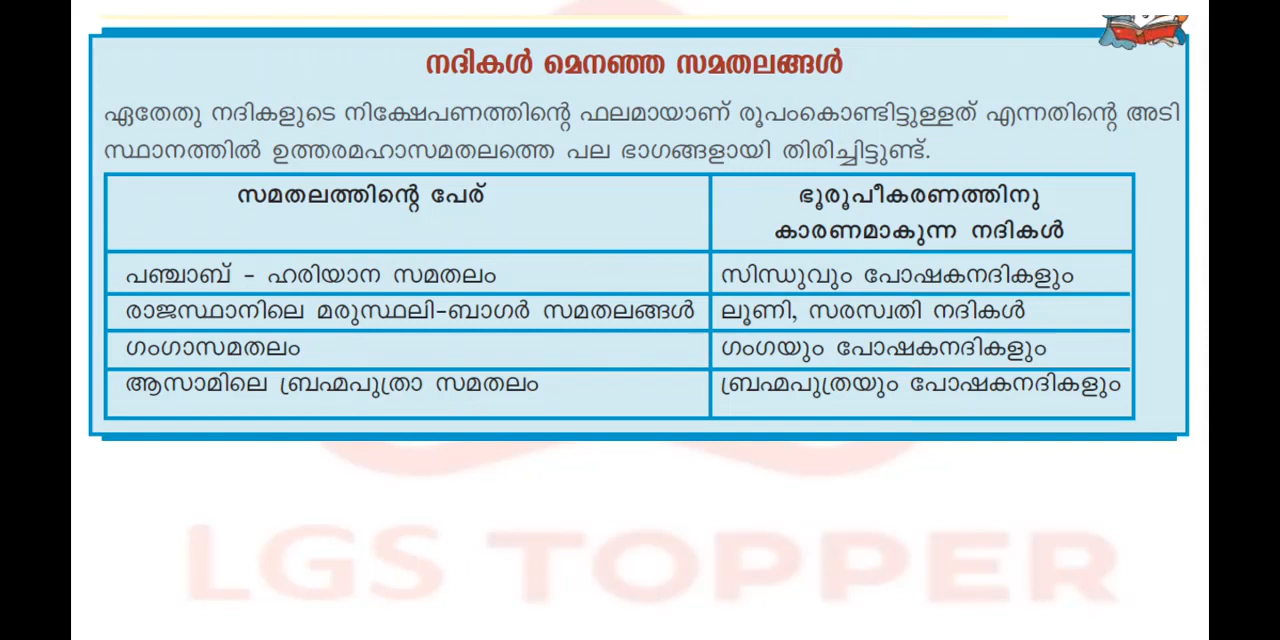 നദികൾ മെനഞ്ഞ സമതലങ്ങൾ
ഏതേതു നദികളുടെ നിക്ഷേപണത്തിന്റെ ഫലമായാണ് രൂപംകൊണ്ടിട്ടുള്ളത് എന്നതിന്റെ അടി
സ്ഥാനത്തിൽ ഉത്തരമഹാസമതലത്തെ പല ഭാഗങ്ങളായി തിരിച്ചിട്ടുണ്ട്.
സമതലത്തിന്റെ പേര്
ഭൂരൂപീകരണത്തിനു
കാരണമാകുന്ന നദികൾ
പഞ്ചാബ് - ഹരിയാന സമതലം
സിന്ധുവും പോഷകനദികളും
രാജസ്ഥാനിലെ മരുസ്ഥലി-ബാഗർ സമതലങ്ങൾ
ലൂണി, സരസ്വതി നദികൾ
ഗംഗാസമതലം
ഗംഗയും പോഷകനദികളും
ആസാമിലെ ബ്രഹ്മപുത്രാ സമതലം
ബ്രഹ്മപുത്രയും പോഷകനദികളും
LGS TOPPER